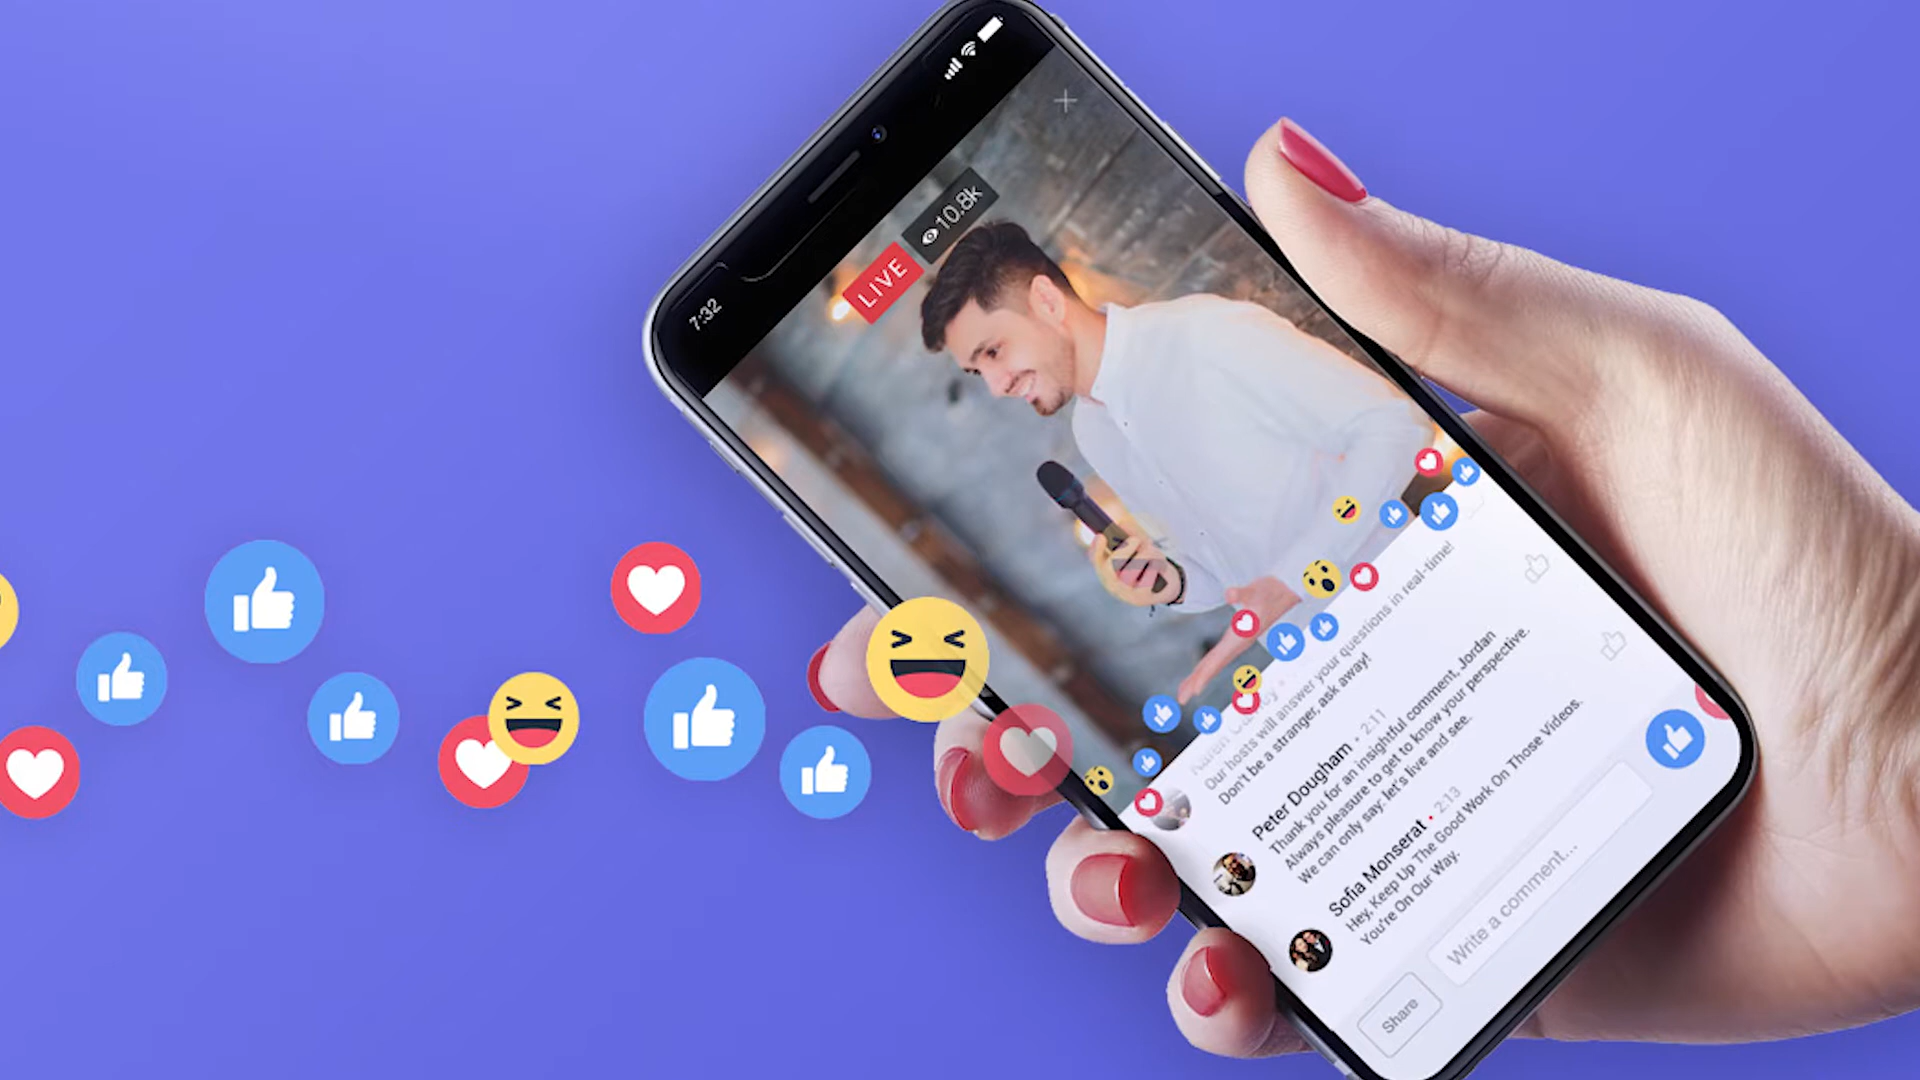 7:32
LIVE
10.8k
Our hosts will answer your questions in real-time!
Don't be a stranger, ask away!
Peter Dougham • 2:11
Thank you for an insightful comment, Jordan
Always pleasure to get to know your perspective.
We can only say: let's live and see.
Sofia Monserat • 2:13
Hey, Keep Up The Good Work On Those Videos.
You're On Our Way.
Write a comment...
Share